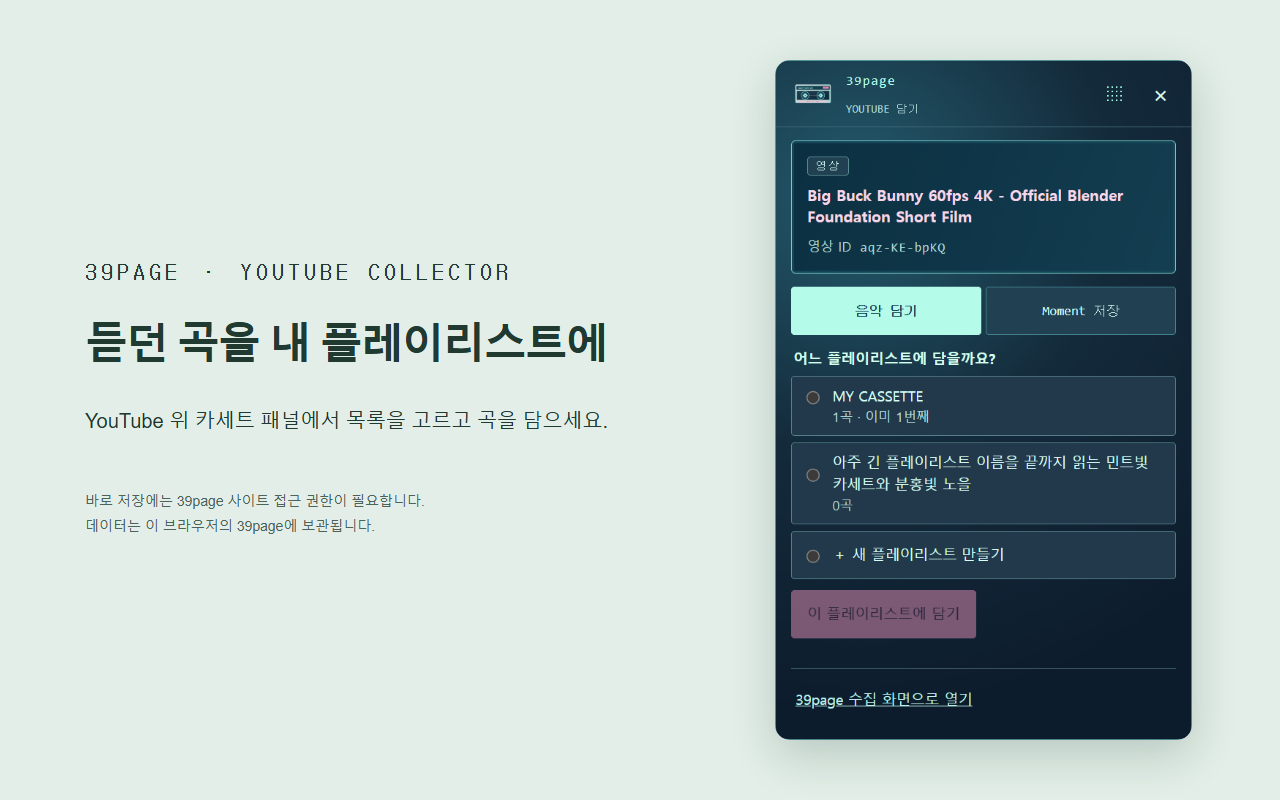 39PAGE · YOUTUBE COLLECTOR
듣던 곡을 내 플레이리스트에
YouTube 위 카세트 패널에서 목록을 고르고 곡을 담으세요.
바로 저장에는 39page 사이트 접근 권한이 필요합니다.
데이터는 이 브라우저의 39page에 보관됩니다.
39page
YOUTUBE 담기
영상
Big Buck Bunny 60fps 4K - Official Blender
Foundation Short Film
영상 ID aqz-KE-bpKQ
음악 담기
Moment 저장
어느 플레이리스트에 담을까요?
MY CASSETTE
1곡 · 이미 1번째
아주 긴 플레이리스트 이름을 끝까지 읽는 민트빛
카세트와 분홍빛 노을
0곡
+ 새 플레이리스트 만들기
이 플레이리스트에 담기
39page 수집 화면으로 열기